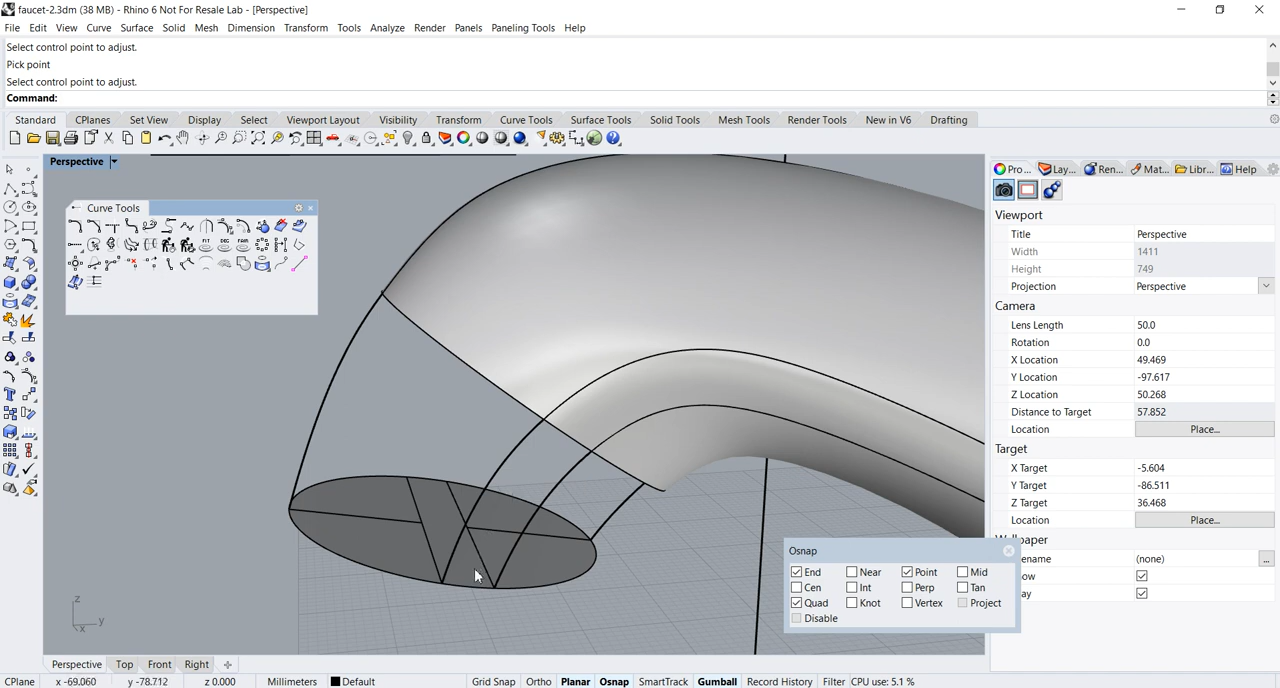 faucet-2.3dm (38 MB) - Rhino 6 Not For Resale Lab - [Perspective]
File Edit View Curve Surface Solid Mesh Dimension Transform Tools Analyze Render Panels Paneling Tools Help
Select control point to adjust.
Pick point
Select control point to adjust.
Command:
Standard CPlanes Set View Display Select Viewport Layout Visibility Transform Curve Tools Surface Tools Solid Tools Mesh Tools Render Tools New in V6 Drafting
Perspective
Curve Tools
FIT DEG FAIR
z
y
x
Osnap
End Near Point Mid
Cen Int Perp Tan
Quad Knot Vertex Project
Disable
Pro... Lay... Ren... Mat... Libr... Help
Viewport
Title Perspective
Width 1411
Height 749
Projection Perspective
Camera
Lens Length 50.0
Rotation 0.0
X Location 49.469
Y Location -97.617
Z Location 50.268
Distance to Target 57.852
Location Place...
Target
X Target -5.604
Y Target -86.511
Z Target 36.468
Location Place...
Wallpaper
ename (none) ...
ow
ay
Perspective Top Front Right
CPlane x -69.060 y -78.712 z 0.000 Millimeters Default Grid Snap Ortho Planar Osnap SmartTrack Gumball Record History Filter CPU use: 5.1 %